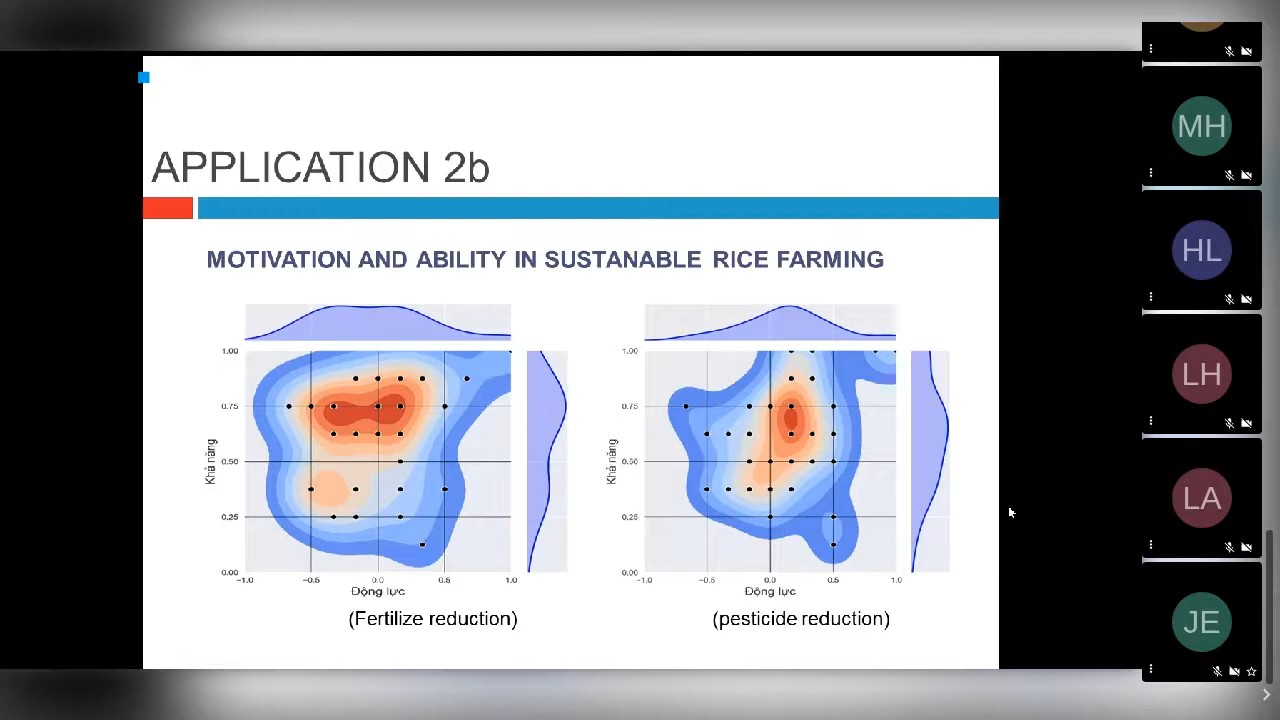 APPLICATION 2b
MOTIVATION AND ABILITY IN SUSTANABLE RICE FARMING
1.00
0.75
0.50
0.25
0.00
Khả năng
−1.0 −0.5 0.0 0.5 1.0
Động lực
(Fertilize reduction)
1.00
0.75
0.50
0.25
0.00
Khả năng
−1.0 −0.5 0.0 0.5 1.0
Động lực
(pesticide reduction)
MH
HL
LH
LA
JE